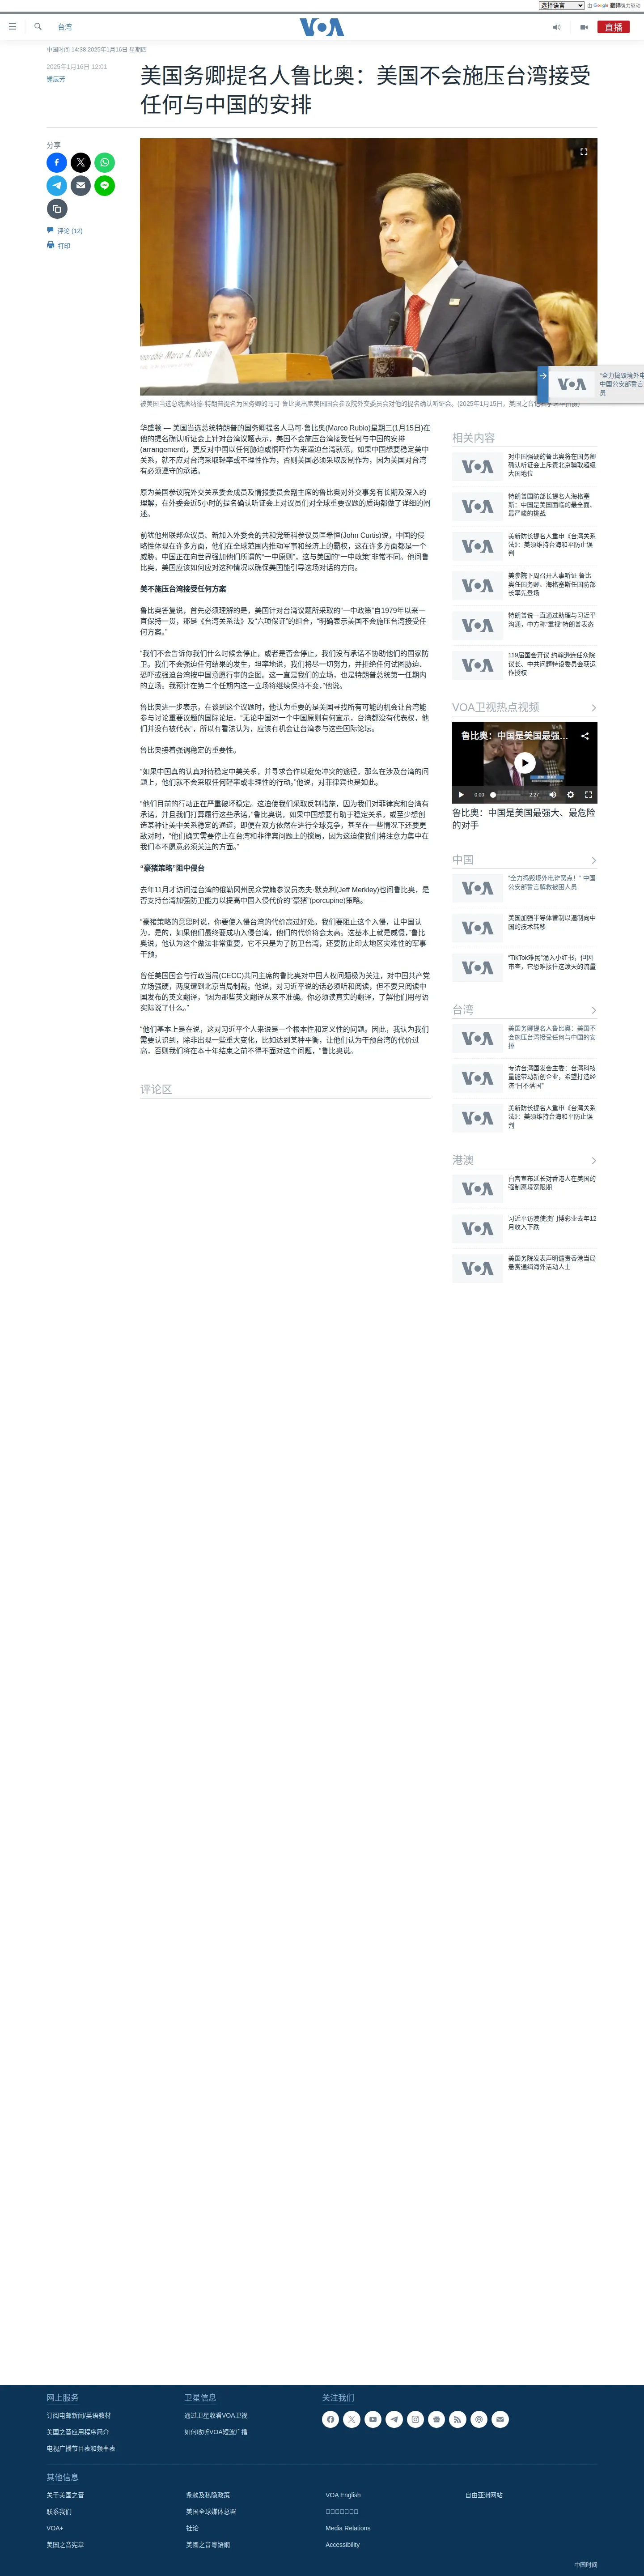 选择语言
由 Google 翻译强力驱动
台湾
VOA
直播
中国时间 14:38 2025年1月16日 星期四
2025年1月16日 12:01
锺辰芳
美国务卿提名人鲁比奥：美国不会施压台湾接受
任何与中国的安排
分享
评论 (12)
打印
被美国当选总统唐纳德·特朗普提名为国务卿的马可·鲁比奥出席美国国会参议院外交委员会对他的提名确认听证会。(2025年1月15日，美国之音记者李逸华拍摄)
“全力捣毁境外电
中国公安部誓言
员
华盛顿 — 美国当选总统特朗普的国务卿提名人马可·鲁比奥(Marco Rubio)星期三(1月15日)在
他的提名确认听证会上针对台湾议题表示，美国不会施压台湾接受任何与中国的安排
(arrangement)，更反对中国以任何胁迫或恫吓作为来逼迫台湾就范，如果中国想要稳定美中
关系，就不应对台湾采取轻率或不理性作为，否则美国必须采取反制作为，因为美国对台湾
有必须遵守的承诺。
原为美国参议院外交关系委会成员及情报委员会副主席的鲁比奥对外交事务有长期及深入的
理解，在外委会近5小时的提名确认听证会上对议员们对全球重要议题的质询都做了详细的阐
述。
前犹他州联邦众议员、新加入外委会的共和党新科参议员匡希恒(John Curtis)说，中国的侵
略性体现在许多方面，他们在全球范围内推动军事和经济上的霸权，这在许多方面都是一个
威胁。中国正在向世界强加他们所谓的“一中原则”，这与美国的“一中政策”非常不同。他问鲁
比奥，美国应该如何应对这种情况以确保美国能引导这场对话的方向。
美不施压台湾接受任何方案
鲁比奥答复说，首先必须理解的是，美国针对台湾议题所采取的“一中政策”自1979年以来一
直保持一贯，那是《台湾关系法》及“六项保证”的组合，“明确表示美国不会施压台湾接受任
何方案。”
“我们不会告诉你我们什么时候会停止，或者是否会停止，我们没有承诺不协助他们的国家防
卫。我们不会强迫任何结果的发生，坦率地说，我们将尽一切努力，并拒绝任何试图胁迫、
恐吓或强迫台湾按中国意愿行事的企图。这一直是我们的立场，也是特朗普总统第一任期内
的立场。我预计在第二个任期内这一立场将继续保持不变，”他说。
鲁比奥进一步表示，在谈到这个议题时，他认为重要的是美国寻找所有可能的机会让台湾能
参与讨论重要议题的国际论坛，“无论中国对一个中国原则有何宣示，台湾都没有代表权，他
们并没有被代表”，所以有看法认为，应该有机会让台湾参与这些国际论坛。
鲁比奥接着强调稳定的重要性。
“如果中国真的认真对待稳定中美关系，并寻求合作以避免冲突的途径，那么在涉及台湾的问
题上，他们就不会采取任何轻率或非理性的行动。”他说，对菲律宾也是如此。
“他们目前的行动正在严重破坏稳定。这迫使我们采取反制措施，因为我们对菲律宾和台湾有
承诺，并且我们打算履行这些承诺，”鲁比奥说，如果中国想要有助于稳定关系，或至少想创
造某种让美中关系稳定的通道，即便在双方依然在进行全球竞争，甚至在一些情况下还要更
敌对时，“他们确实需要停止在台湾和菲律宾问题上的搅局，因为这迫使我们将注意力集中在
我们本不愿意必须关注的方面。”
“豪猪策略”阻中侵台
去年11月才访问过台湾的俄勒冈州民众党籍参议员杰夫·默克利(Jeff Merkley)也问鲁比奥，是
否支持台湾加强防卫能力以提高中国入侵代价的“豪猪”(porcupine)策略。
“豪猪策略的意思时说，你要使入侵台湾的代价高过好处。我们要阻止这个入侵，让中国认
为，是的，如果他们最终要成功入侵台湾，他们的代价将会太高。这基本上就是威慑，”鲁比
奥说，他认为这个做法非常重要，它不只是为了防卫台湾，还要防止印太地区灾难性的军事
干预。
曾任美国国会与行政当局(CECC)共同主席的鲁比奥对中国人权问题极为关注，对中国共产党
立场强硬，两度遭到北京当局制裁。他说，对习近平说的话必须听和阅读，但不要只阅读中
国发布的英文翻译，“因为那些英文翻译从来不准确。你必须读真实的翻译，了解他们用母语
实际说了什么。”
“他们基本上是在说，这对习近平个人来说是一个根本性和定义性的问题。因此，我认为我们
需要认识到，除非出现一些重大变化，比如达到某种平衡，让他们认为干预台湾的代价过
高，否则我们将在本十年结束之前不得不面对这个问题，”鲁比奥说。
评论区
相关内容
对中国强硬的鲁比奥将在国务卿
确认听证会上斥责北京骗取超级
大国地位
特朗普国防部长提名人海格塞
斯：中国是美国面临的最全面、
最严峻的挑战
美新防长提名人重申《台湾关系
法》：美须维持台海和平防止误
判
美参院下周召开人事听证 鲁比
奥任国务卿、海格塞斯任国防部
长率先登场
特朗普说一直通过助理与习近平
沟通，中方称“重视”特朗普表态
119届国会开议 约翰逊连任众院
议长、中共问题特设委员会获运
作授权
VOA卫视热点视频
鲁比奥：中国是美国最强…
0:00
2:27
鲁比奥：中国是美国最强大、最危险
的对手
中国
“全力捣毁境外电诈窝点！” 中国
公安部誓言解救被困人员
美国加强半导体管制以遏制向中
国的技术转移
“TikTok难民”涌入小红书，但因
审查，它恐难接住这泼天的流量
台湾
美国务卿提名人鲁比奥：美国不
会施压台湾接受任何与中国的安
排
专访台湾国发会主委：台湾科技
量能带动新创企业，希望打造经
济“日不落国”
美新防长提名人重申《台湾关系
法》：美须维持台海和平防止误
判
港澳
白宫宣布延长对香港人在美国的
强制离境宽限期
习近平访澳使澳门博彩业去年12
月收入下跌
美国务院发表声明谴责香港当局
悬赏通缉海外活动人士
网上服务
订阅电邮新闻/英语教材
美国之音应用程序简介
电视广播节目表和频率表
卫星信息
通过卫星收看VOA卫视
如何收听VOA短波广播
关注我们
其他信息
关于美国之音
条款及私隐政策
VOA English
自由亚洲网站
联系我们
美国全球媒体总署
□□□□□□□
VOA+
社论
Media Relations
美国之音宪章
美國之音粵語網
Accessibility
中国时间